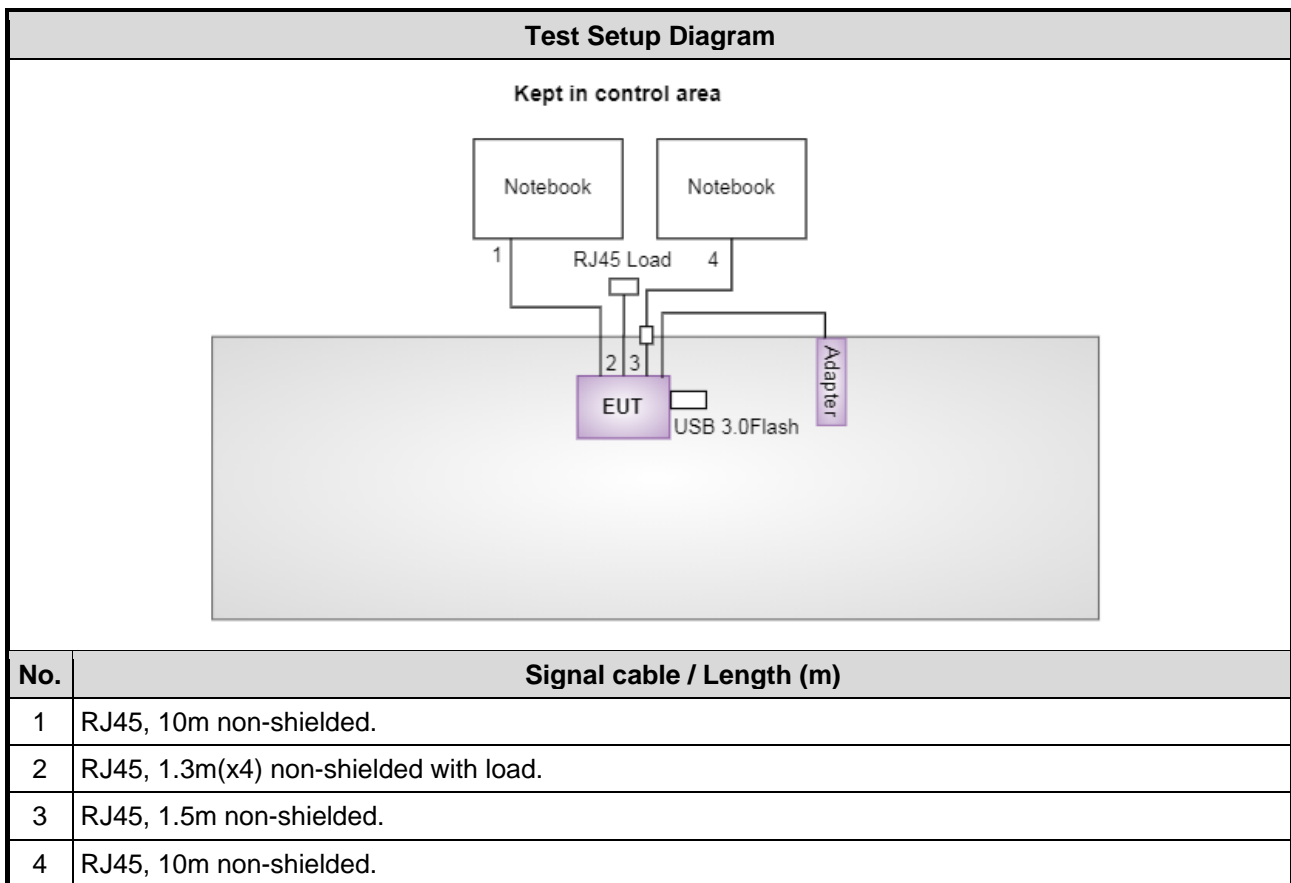 Test Setup Diagram
Kept in control area
Notebook
Notebook
1
RJ45 Load
4
2
3
EUT
USB 3.0Flash
Adapter
No.
Signal cable / Length (m)
1
RJ45, 10m non-shielded.
2
RJ45, 1.3m(x4) non-shielded with load.
3
RJ45, 1.5m non-shielded.
4
RJ45, 10m non-shielded.